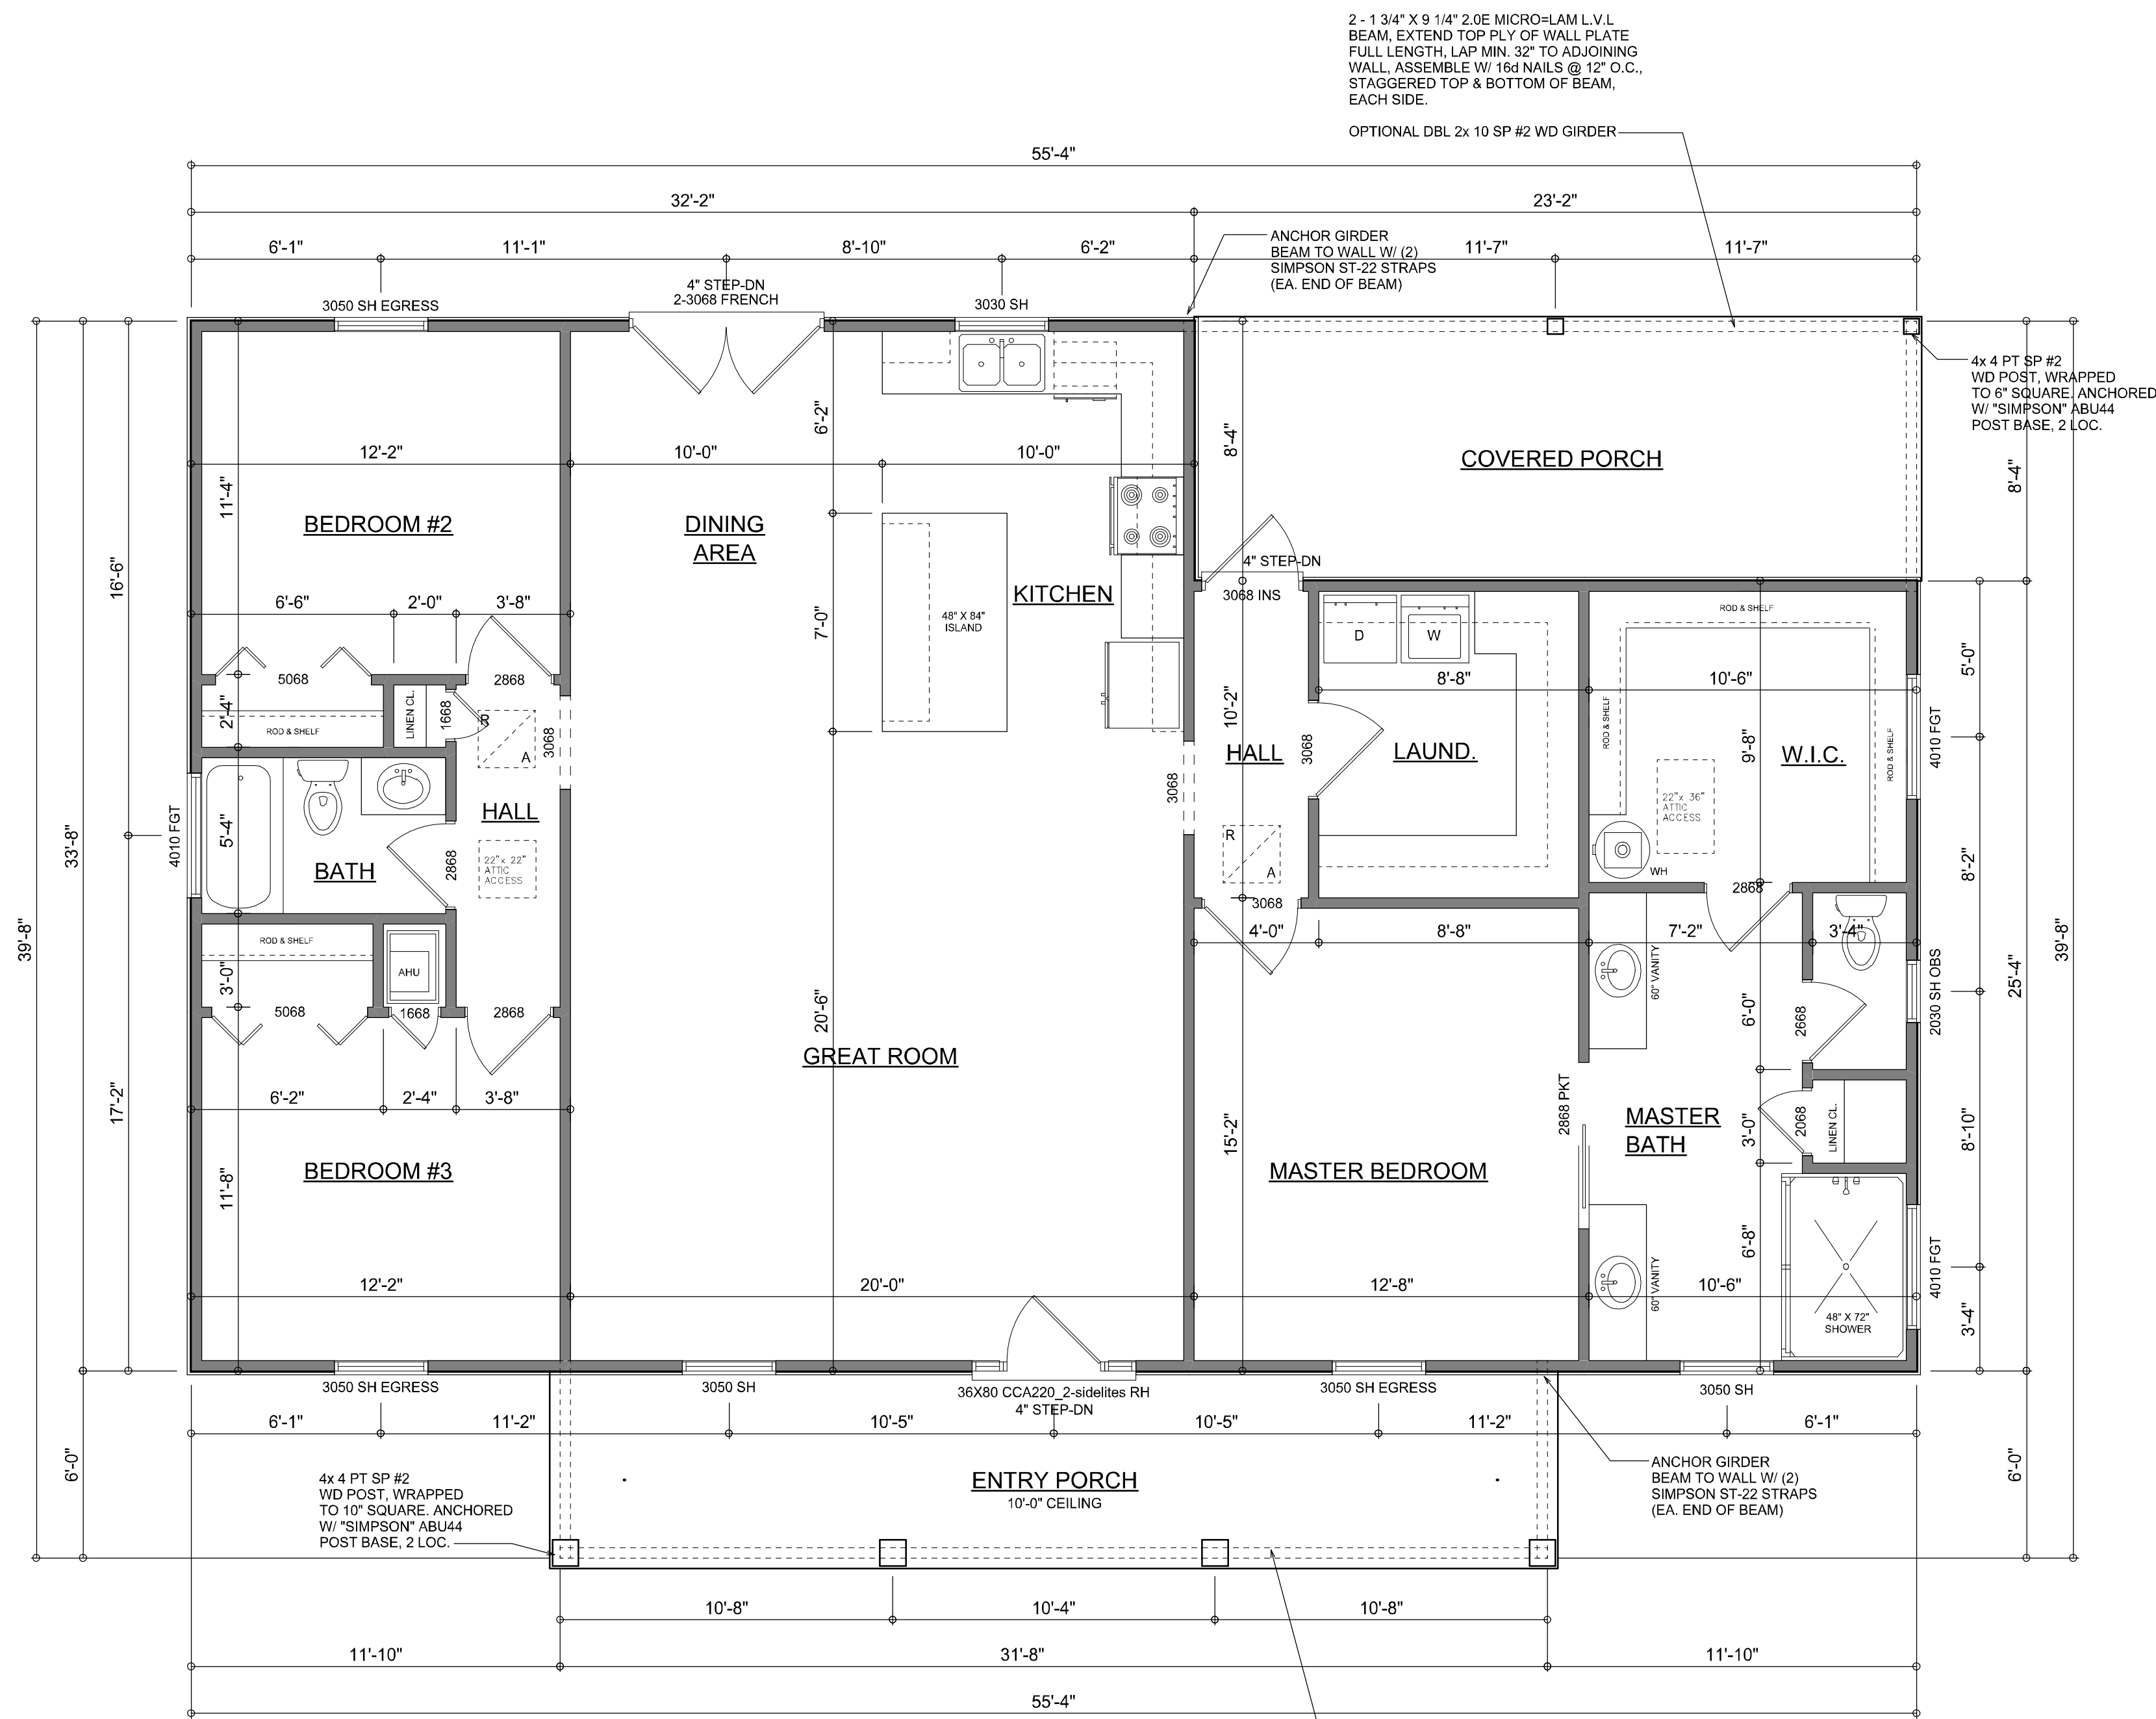 2 - 1 3/4" X 9 1/4" 2.0E MICRO=LAM L.V.L
BEAM, EXTEND TOP PLY OF WALL PLATE
FULL LENGTH, LAP MIN. 32" TO ADJOINING
WALL, ASSEMBLE W/ 16d NAILS @ 12" O.C.,
STAGGERED TOP & BOTTOM OF BEAM,
EACH SIDE.
OPTIONAL DBL 2x 10 SP #2 WD GIRDER
55'-4"
32'-2"
23'-2"
6'-1"
11'-1"
8'-10"
6'-2"
ANCHOR GIRDER
BEAM TO WALL W/ (2)
SIMPSON ST-22 STRAPS
(EA. END OF BEAM)
11'-7"
11'-7"
3050 SH EGRESS
4" STEP-DN
2-3068 FRENCH
3030 SH
4x 4 PT SP #2
WD POST, WRAPPED
TO 6" SQUARE. ANCHORED
W/ "SIMPSON" ABU44
POST BASE, 2 LOC.
12'-2"
10'-0"
10'-0"
6'-2"
8'-4"
COVERED PORCH
8'-4"
11'-4"
BEDROOM #2
DINING
AREA
16'-6"
KITCHEN
48" X 84"
ISLAND
7'-0"
4" STEP-DN
3068 INS
6'-6"
2'-0"
3'-8"
D
W
ROD & SHELF
5'-0"
5068
2868
8'-8"
10'-6"
2'-4"
ROD & SHELF
LINEN CL.
1668
R
A
3068
10'-2"
HALL
3068
3068
LAUND.
ROD & SHELF
9'-8"
W.I.C.
ROD & SHELF
4010 FGT
4010 FGT
5'-4"
BATH
2868
HALL
22"x 22"
ATTIC
ACCESS
22"x 36"
ATTIC
ACCESS
R
A
WH
2868
8'-2"
33'-8"
39'-8"
3068
4'-0"
8'-8"
7'-2"
3'-4"
ROD & SHELF
3'-0"
AHU
5068
1668
2868
60" VANITY
6'-0"
2668
2030 SH OBS
25'-4"
39'-8"
20'-6"
GREAT ROOM
17'-2"
6'-2"
2'-4"
3'-8"
2868 PKT
MASTER
BATH
3'-0"
2068
LINEN CL.
8'-10"
BEDROOM #3
11'-8"
15'-2"
MASTER BEDROOM
6'-8"
60" VANITY
4010 FGT
12'-2"
20'-0"
12'-8"
10'-6"
48" X 72"
SHOWER
3'-4"
3050 SH EGRESS
3050 SH
36X80 CCA220_2-sidelites RH
4" STEP-DN
3050 SH EGRESS
3050 SH
6'-1"
11'-2"
10'-5"
10'-5"
11'-2"
6'-1"
6'-0"
6'-0"
4x 4 PT SP #2
WD POST, WRAPPED
TO 10" SQUARE. ANCHORED
W/ "SIMPSON" ABU44
POST BASE, 2 LOC.
ENTRY PORCH
10'-0" CEILING
ANCHOR GIRDER
BEAM TO WALL W/ (2)
SIMPSON ST-22 STRAPS
(EA. END OF BEAM)
10'-8"
10'-4"
10'-8"
11'-10"
31'-8"
11'-10"
55'-4"